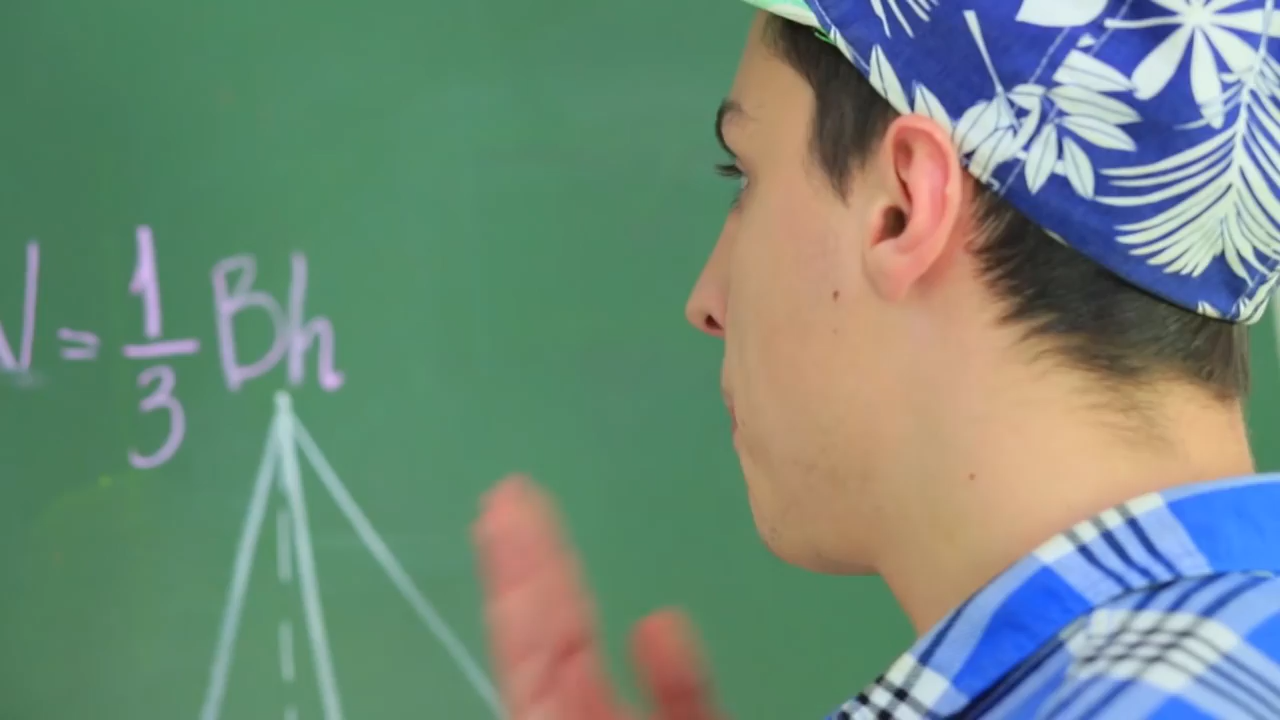 V = 1/3 Bh